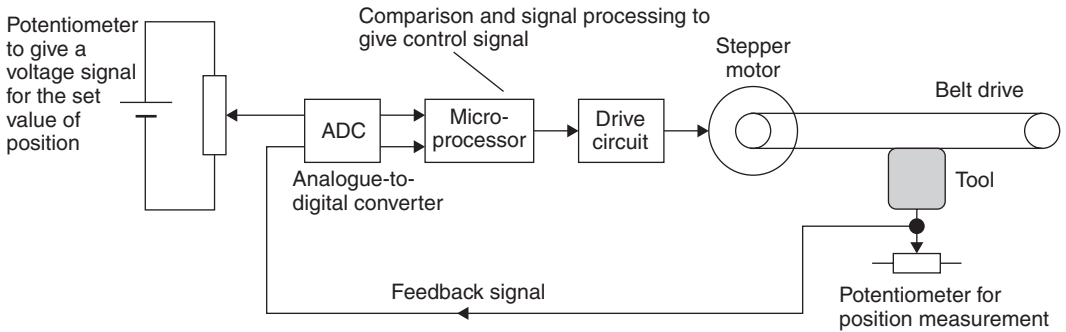 Potentiometer
to give a
voltage signal
for the set
value of
position
Comparison and signal processing to
give control signal
ADC
Analogue-to-
digital converter
Micro-
processor
Drive
circuit
Stepper
motor
Belt drive
Tool
Feedback signal
Potentiometer for
position measurement